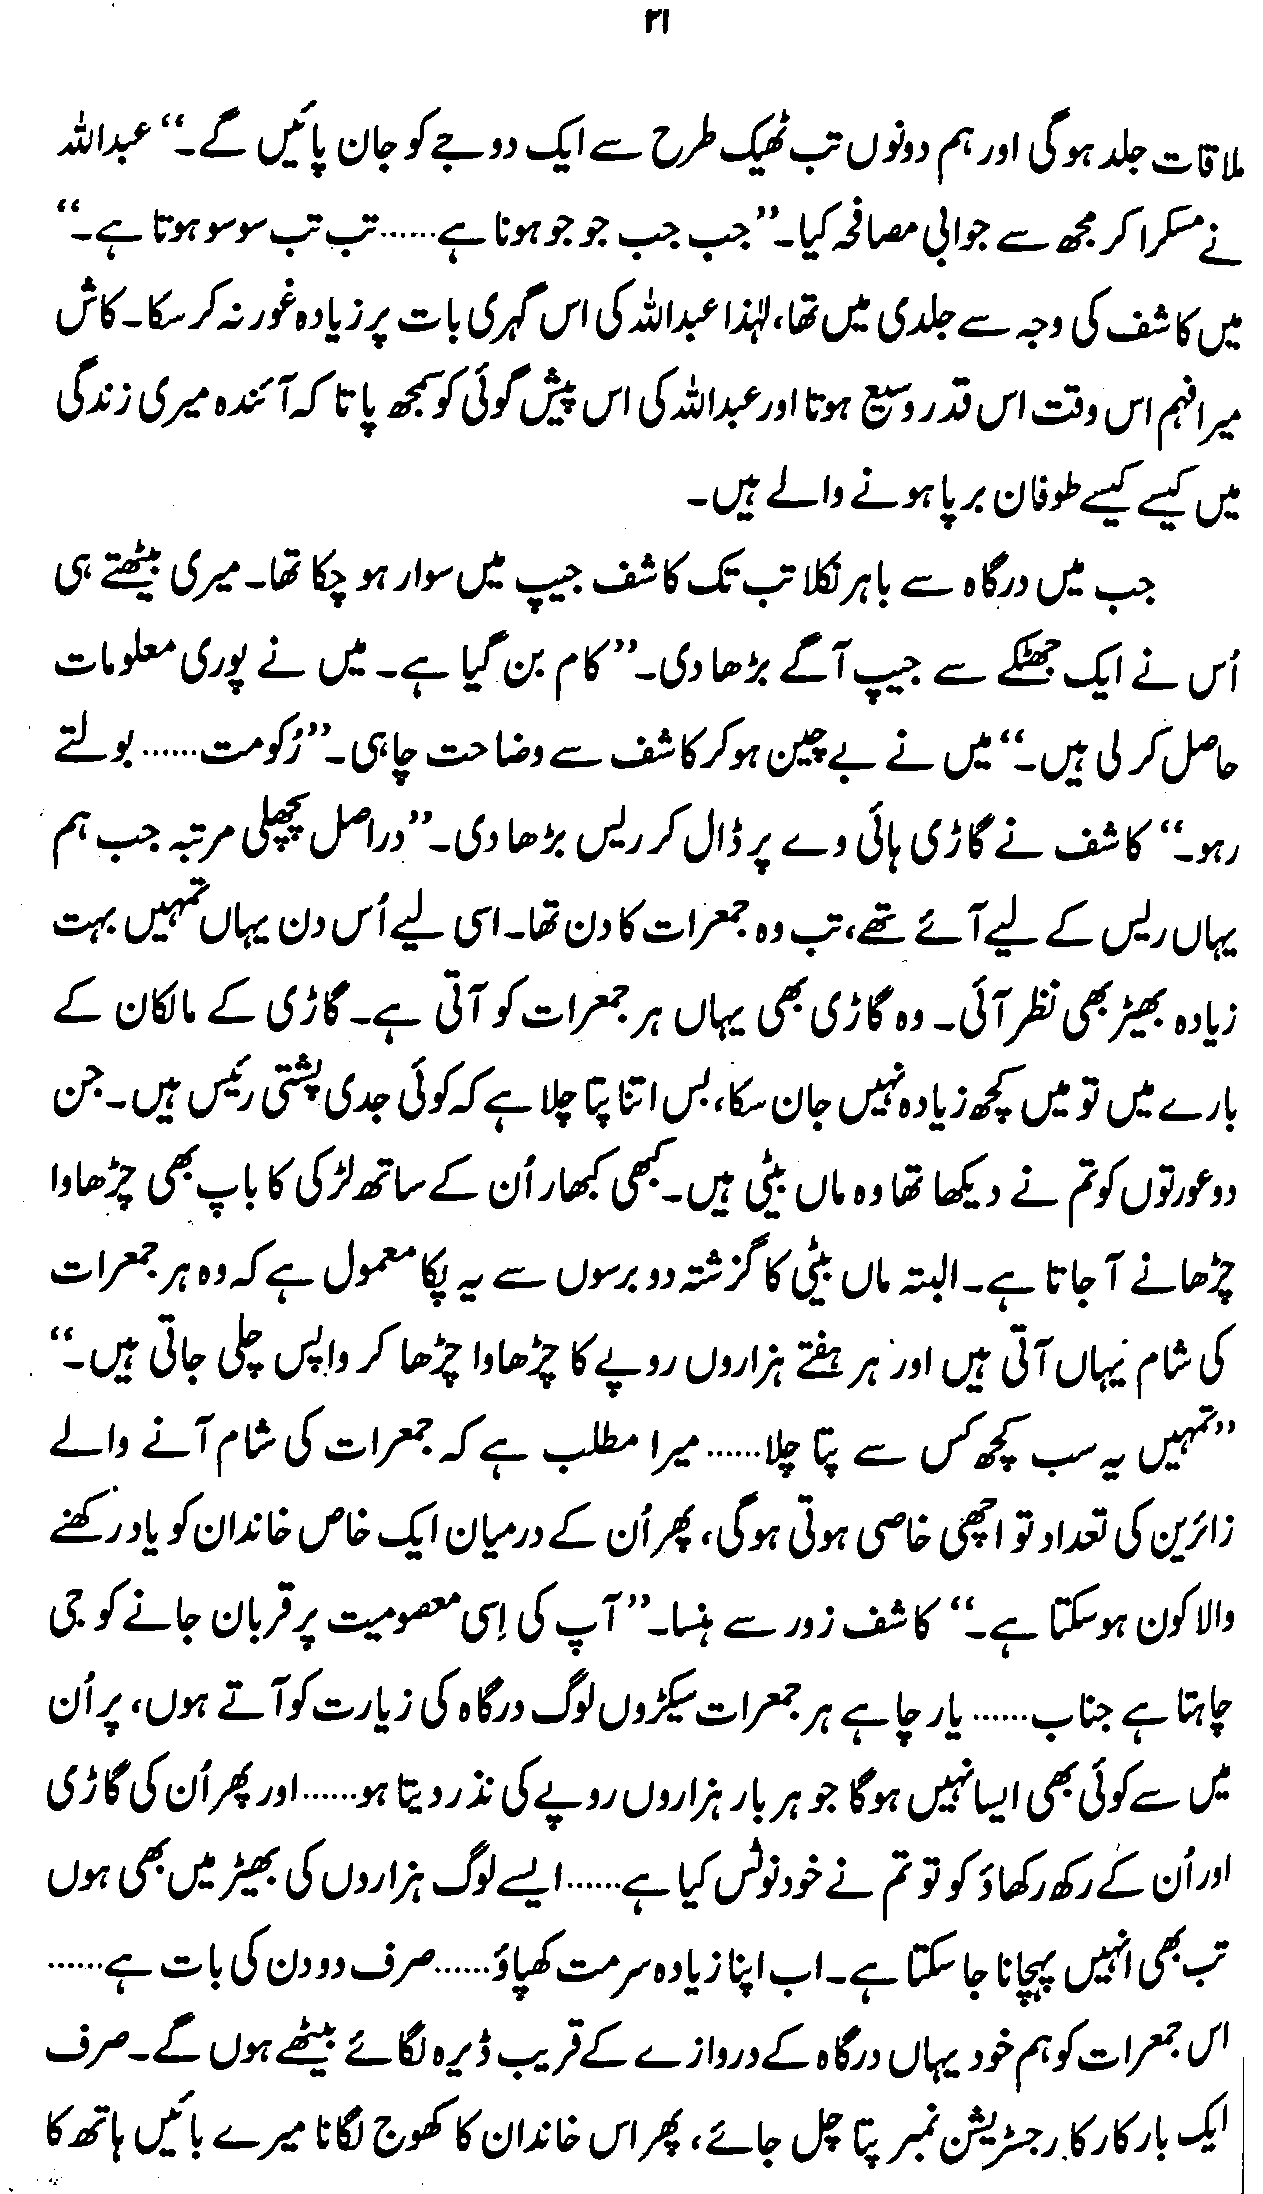 ۲۱
ملاقات جلد ہوگی اور ہم دونوں تب ٹھیک طرح سے ایک دوجے کو جان پائیں گے۔‘‘ عبداللہ
نے مسکرا کر مجھ سے جوابی مصافحہ کیا۔ ’’جب جب جو جو ہونا ہے……تب تب سو سو ہوتا ہے۔‘‘
میں کاشف کی وجہ سے جلدی میں تھا، لہٰذا عبداللہ کی اس گہری بات پر زیادہ غور نہ کر سکا۔ کاش
میرا فہم اس وقت اس قدر وسیع ہوتا اور عبداللہ کی اس پیش گوئی کو سمجھ پاتا کہ آئندہ میری زندگی
میں کیسے کیسے طوفان برپا ہونے والے ہیں۔
جب میں درگاہ سے باہر نکلا تب تک کاشف جیپ میں سوار ہو چکا تھا۔ میری بیٹھتے ہی
اُس نے ایک جھٹکے سے جیپ آگے بڑھا دی۔ ’’کام بن گیا ہے۔ میں نے پوری معلومات
حاصل کر لی ہیں۔‘‘ میں نے بے چین ہو کر کاشف سے وضاحت چاہی۔ ’’رُکو مت…… بولتے
رہو۔‘‘ کاشف نے گاڑی ہائی وے پر ڈال کر ریس بڑھا دی۔ ’’دراصل پچھلی مرتبہ جب ہم
یہاں ریس کے لیے آئے تھے، تب وہ جمعرات کا دن تھا۔ اسی لیے اُس دن یہاں تمہیں بہت
زیادہ بھیڑ بھی نظر آئی۔ وہ گاڑی بھی یہاں ہر جمعرات کو آتی ہے۔ گاڑی کے مالکان کے
بارے میں تو میں کچھ زیادہ نہیں جان سکا، بس اتنا پتا چلا ہے کہ کوئی جدی پشتی رئیس ہیں۔ جن
دو عورتوں کو تم نے دیکھا تھا وہ ماں بیٹی ہیں۔ کبھی کبھار اُن کے ساتھ لڑکی کا باپ بھی چڑھاوا
چڑھانے آ جاتا ہے۔ البتہ ماں بیٹی کا گزشتہ دو برسوں سے یہ پکا معمول ہے کہ وہ ہر جمعرات
کی شام یہاں آتی ہیں اور ہر ہفتے ہزاروں روپے کا چڑھاوا چڑھا کر واپس چلی جاتی ہیں۔‘‘
’’تمہیں یہ سب کچھ کس سے پتا چلا…… میرا مطلب ہے کہ جمعرات کی شام آنے والے
زائرین کی تعداد تو اچھی خاصی ہوتی ہوگی، پھر اُن کے درمیان ایک خاص خاندان کو یاد رکھنے
والا کون ہو سکتا ہے۔‘‘ کاشف زور سے ہنسا۔ ’’آپ کی اِسی معصومیت پر قربان جانے کو جی
چاہتا ہے جناب…… یار چاہے ہر جمعرات سیکڑوں لوگ درگاہ کی زیارت کو آتے ہوں، پر اُن
میں سے کوئی بھی ایسا نہیں ہوگا جو ہر بار ہزاروں روپے کی نذر دیتا ہو……اور پھر اُن کی گاڑی
اور اُن کے رکھ رکھاؤ کو تو تم نے خود نوٹس کیا ہے……ایسے لوگ ہزاروں کی بھیڑ میں بھی ہوں
تب بھی انہیں پہچانا جا سکتا ہے۔ اب اپنا زیادہ سر مت کھپاؤ……صرف دو دن کی بات ہے……
اس جمعرات کو ہم خود یہاں درگاہ کے دروازے کے قریب ڈیرہ لگائے بیٹھے ہوں گے۔ صرف
ایک بار کار کا رجسٹریشن نمبر پتا چل جائے، پھر اس خاندان کا کھوج لگانا میرے بائیں ہاتھ کا